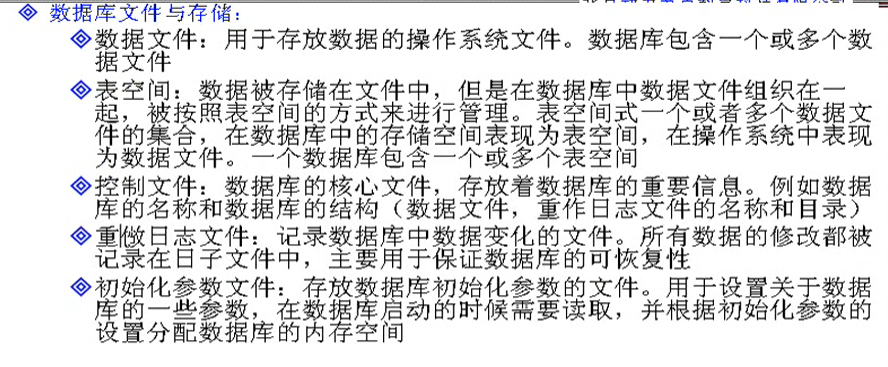 数据库文件与存储：
数据文件：用于存放数据的操作系统文件。数据库包含一个或多个数
据文件
表空间：数据被存储在文件中，但是在数据库中数据文件组织在一
起，被按照表空间的方式来进行管理。表空间式一个或者多个数据文
件的集合，在数据库中的存储空间表现为表空间，在操作系统中表现
为数据文件。一个数据库包含一个或多个表空间
控制文件：数据库的核心文件，存放着数据库的重要信息。例如数据
库的名称和数据库的结构（数据文件，重作日志文件的名称和目录）
重做日志文件：记录数据库中数据变化的文件。所有数据的修改都被
记录在日子文件中，主要用于保证数据库的可恢复性
初始化参数文件：存放数据库初始化参数的文件。用于设置关于数据
库的一些参数，在数据库启动的时候需要读取，并根据初始化参数的
设置分配数据库的内存空间